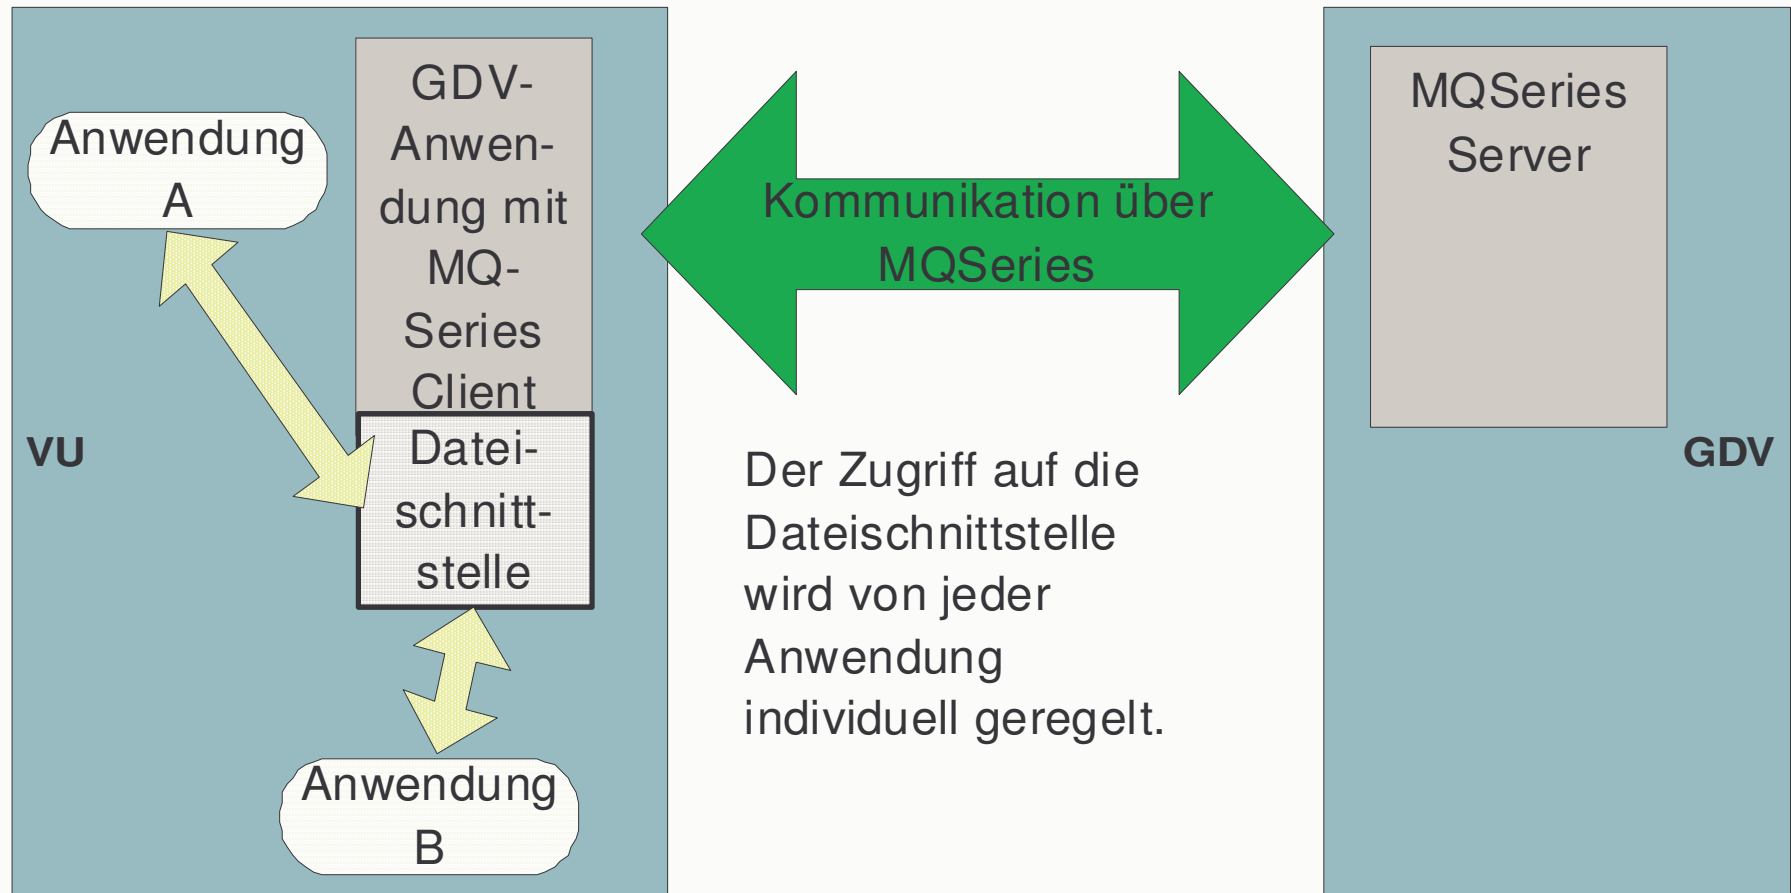 GDV-
Anwen-
dung mit
MQ-
Series
Client
Anwendung
A
Datei-
schnitt-
stelle
VU
Anwendung
B
Kommunikation über
MQSeries
Der Zugriff auf die
Dateischnittstelle
wird von jeder
Anwendung
individuell geregelt.
MQSeries
Server
GDV